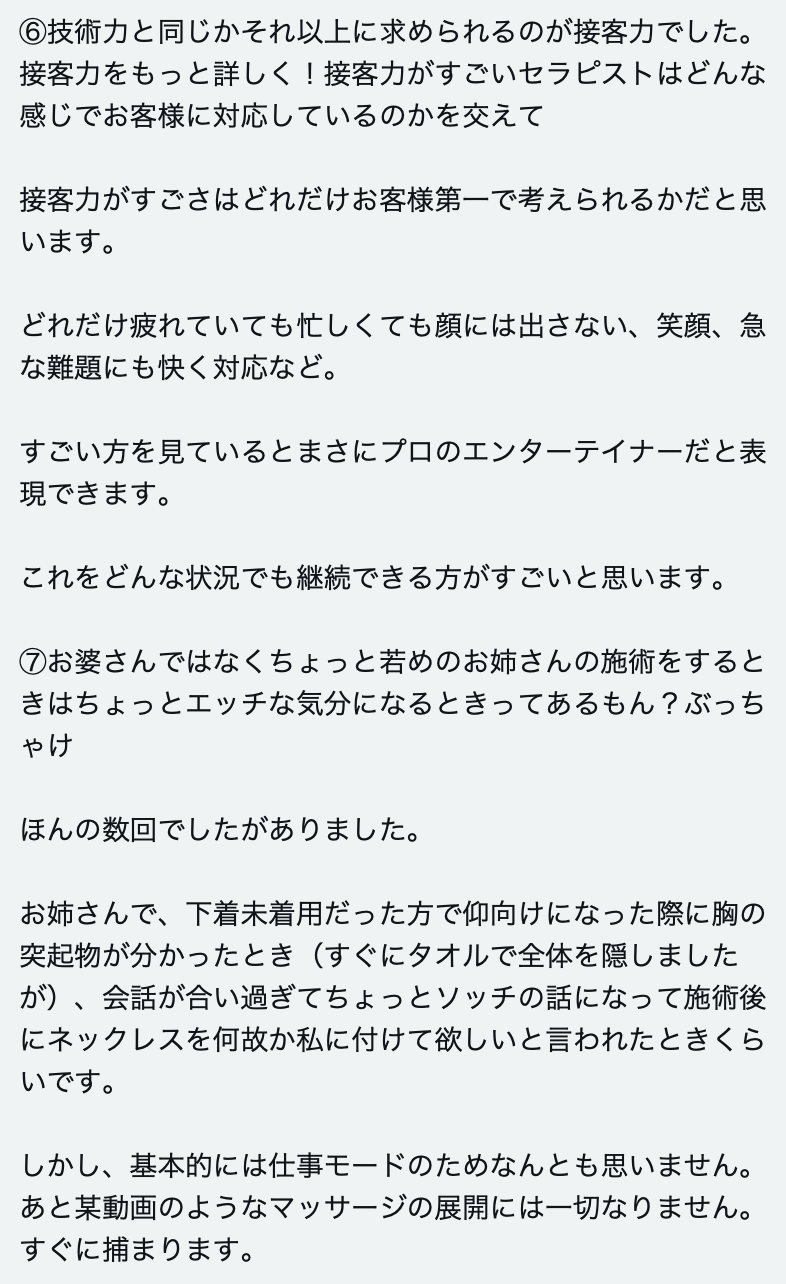 ⑥技術力と同じかそれ以上に求められるのが接客力でした。
接客力をもっと詳しく！接客力がすごいセラピストはどんな
感じでお客様に対応しているのかを交えて
接客力がすごさはどれだけお客様第一で考えられるかだと思
います。
どれだけ疲れていても忙しくても顔には出さない、笑顔、急
な難題にも快く対応など。
すごい方を見ているとまさにプロのエンターテイナーだと表
現できます。
これをどんな状況でも継続できる方がすごいと思います。
⑦お婆さんではなくちょっと若めのお姉さんの施術をすると
きはちょっとエッチな気分になるときってあるもん？ぶっち
ゃけ
ほんの数回でしたがありました。
お姉さんで、下着未着用だった方で仰向けになった際に胸の
突起物が分かったとき（すぐにタオルで全体を隠しました
が）、会話が合い過ぎてちょっとソッチの話になって施術後
にネックレスを何故か私に付けて欲しいと言われたときくら
いです。
しかし、基本的には仕事モードのためなんとも思いません。
あと某動画のようなマッサージの展開には一切なりません。
すぐに捕まります。